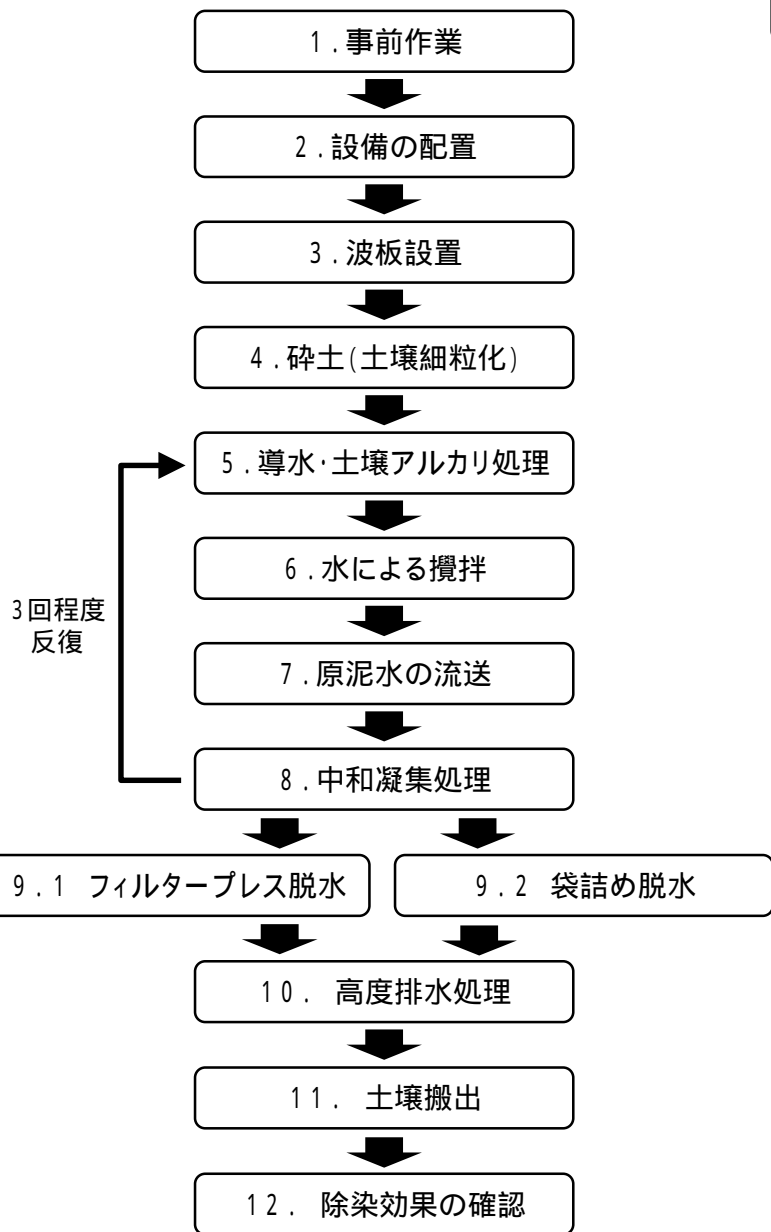 1.事前作業
2.設備の配置
3.波板設置
4.砕土(土壌細粒化)
5.導水・土壌アルカリ処理
6.水による攪拌
3回程度
反復
7.原泥水の流送
8.中和凝集処理
9.1 フィルタープレス脱水
9.2 袋詰め脱水
10. 高度排水処理
11. 土壌搬出
12. 除染効果の確認